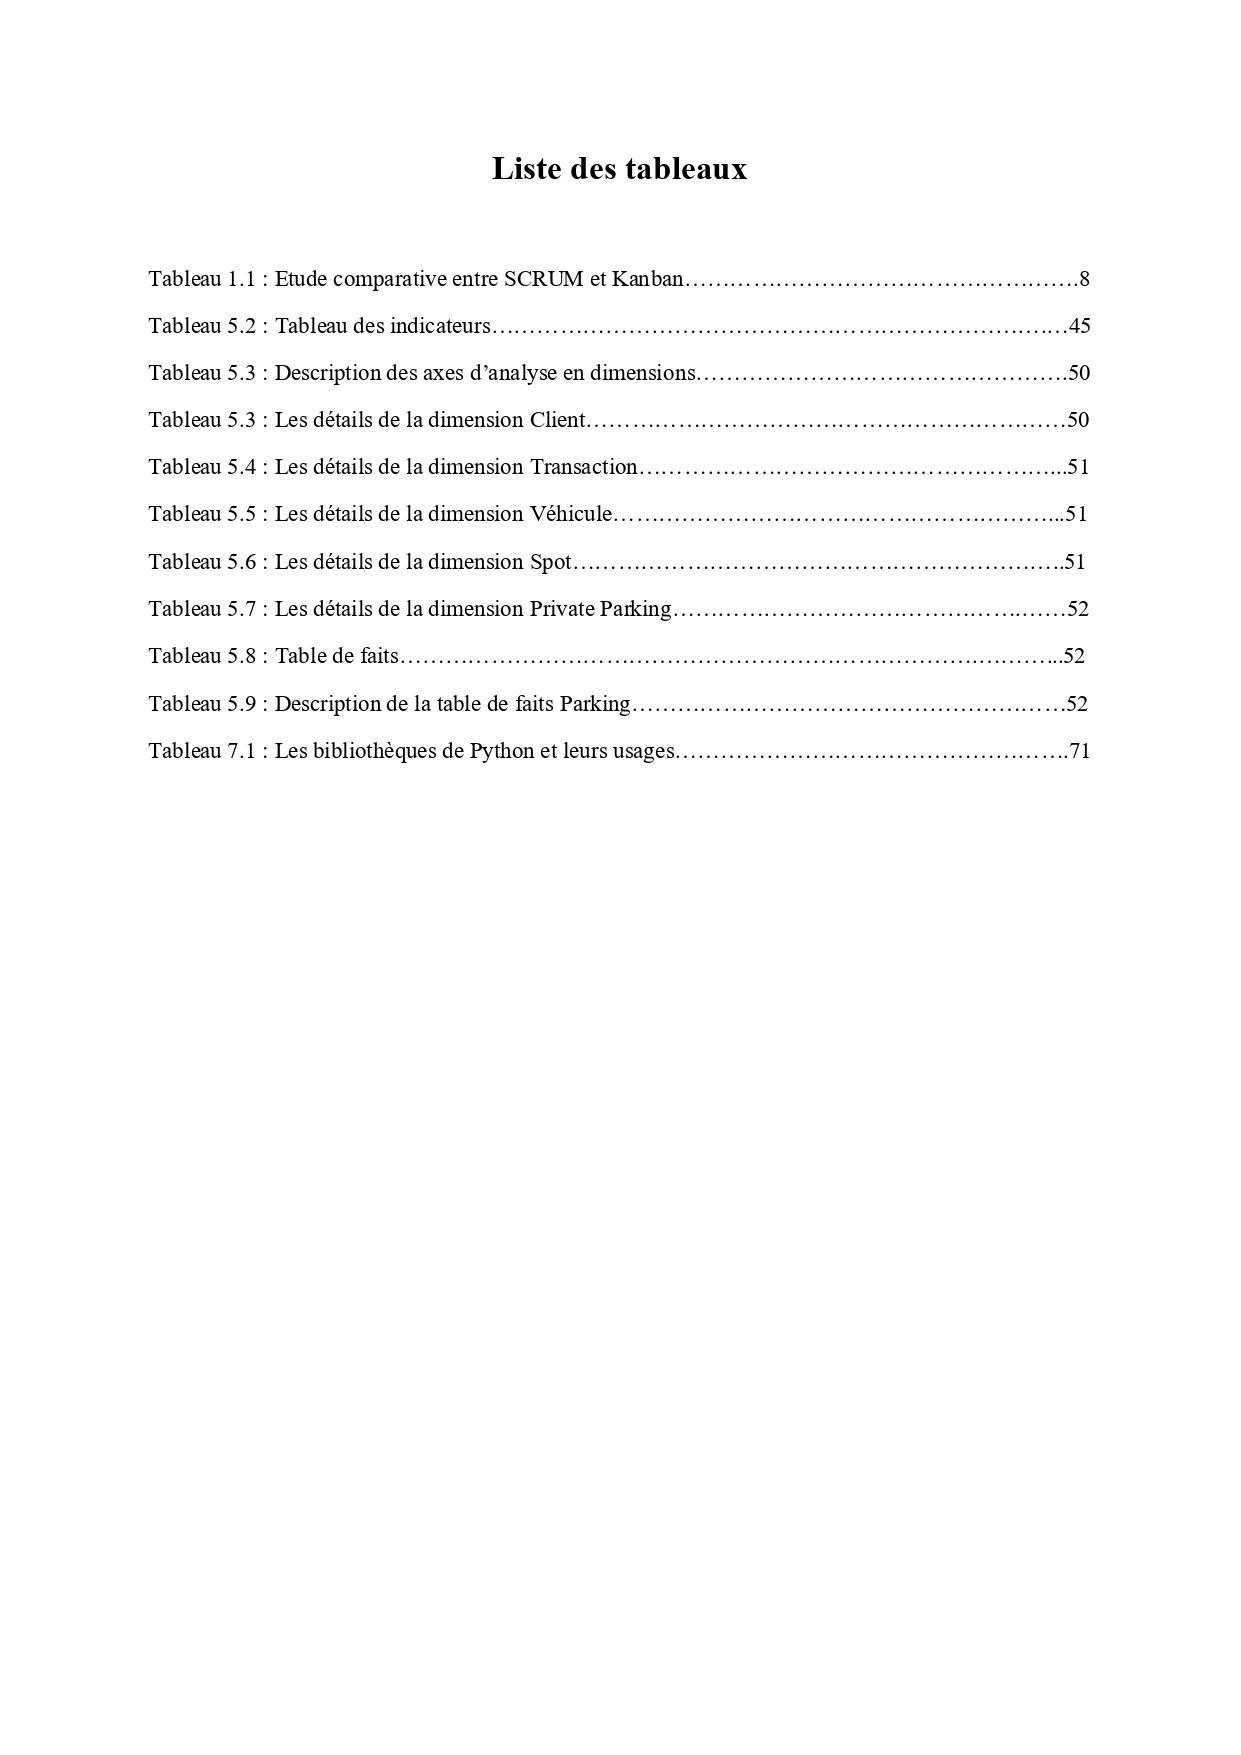 Liste des tableaux
Tableau 1.1 : Etude comparative entre SCRUM et Kanban…………………………………………….8
Tableau 5.2 : Tableau des indicateurs…………………………………………………………………45
Tableau 5.3 : Description des axes d’analyse en dimensions………………………………………….50
Tableau 5.3 : Les détails de la dimension Client………………………………………………………50
Tableau 5.4 : Les détails de la dimension Transaction………………………………………………...51
Tableau 5.5 : Les détails de la dimension Véhicule…………………………………………………...51
Tableau 5.6 : Les détails de la dimension Spot………………………………………………………..51
Tableau 5.7 : Les détails de la dimension Private Parking……………………………………………52
Tableau 5.8 : Table de faits…………………………………………………………………………...52
Tableau 5.9 : Description de la table de faits Parking…………………………………………………52
Tableau 7.1 : Les bibliothèques de Python et leurs usages…………………………………………….71